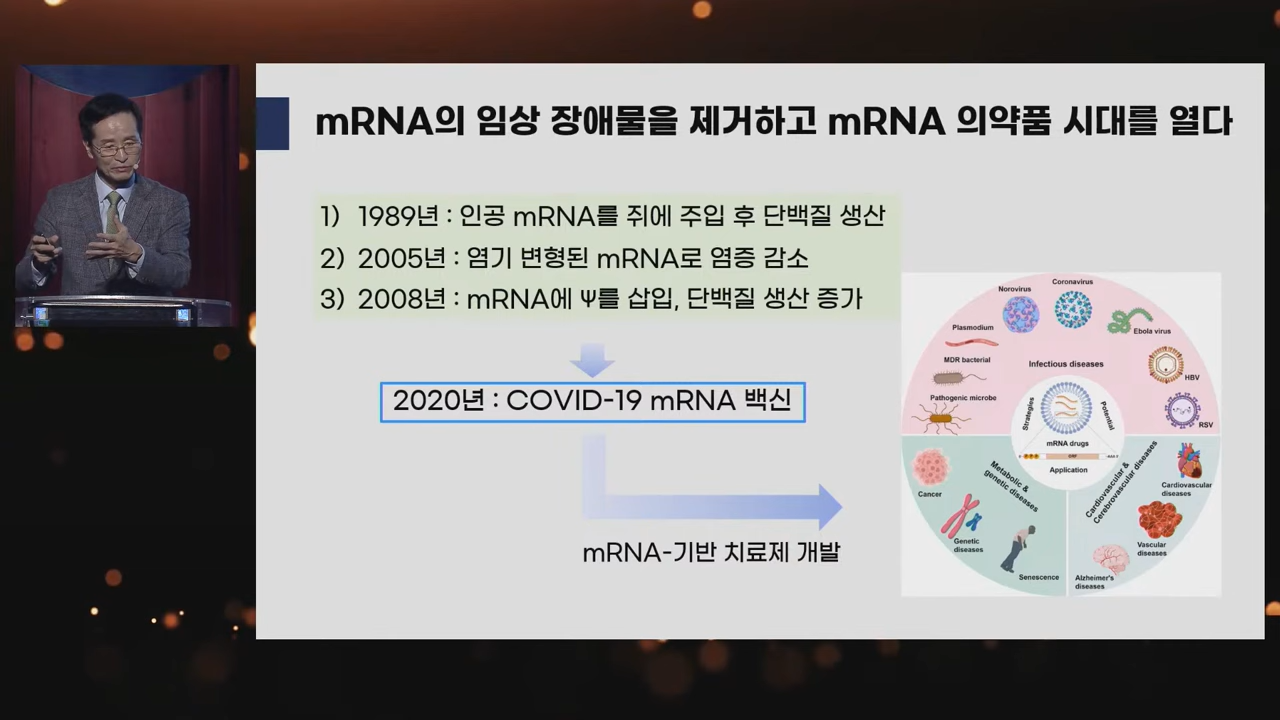 mRNA의 임상 장애물을 제거하고 mRNA 의약품 시대를 열다
1) 1989년 : 인공 mRNA를 쥐에 주입 후 단백질 생산
2) 2005년 : 염기 변형된 mRNA로 염증 감소
3) 2008년 : mRNA에 Ψ를 삽입, 단백질 생산 증가
2020년 : COVID-19 mRNA 백신
mRNA-기반 치료제 개발
Norovirus
Coronavirus
Plasmodium
Ebola virus
MDR bacterial
Infectious diseases
HBV
Pathogenic microbe
Strategies
Potential
RSV
mRNA drugs
Application
Metabolic &
genetic diseases
Cardiovascular &
Cerebrovascular diseases
Cancer
Cardiovascular
diseases
Genetic
diseases
Vascular
diseases
Senescence
Alzheimer's
diseases